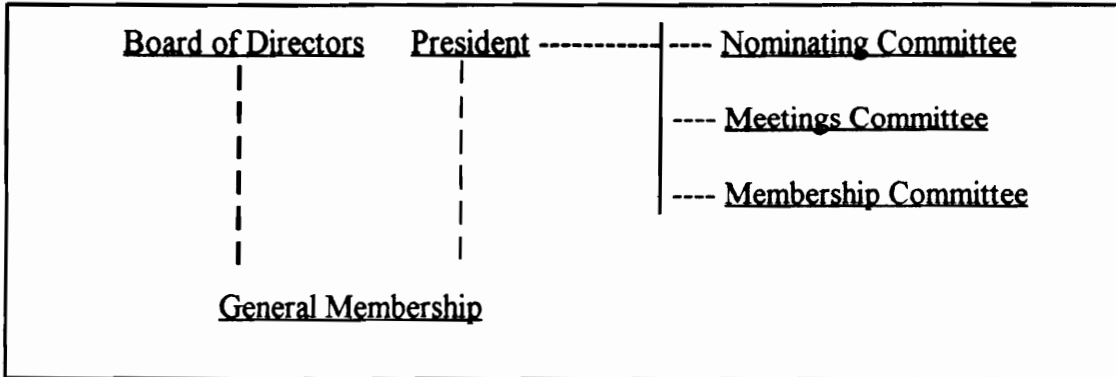 Board of Directors President Nominating Committee
Meetings Committee
Membership Committee
General Membership